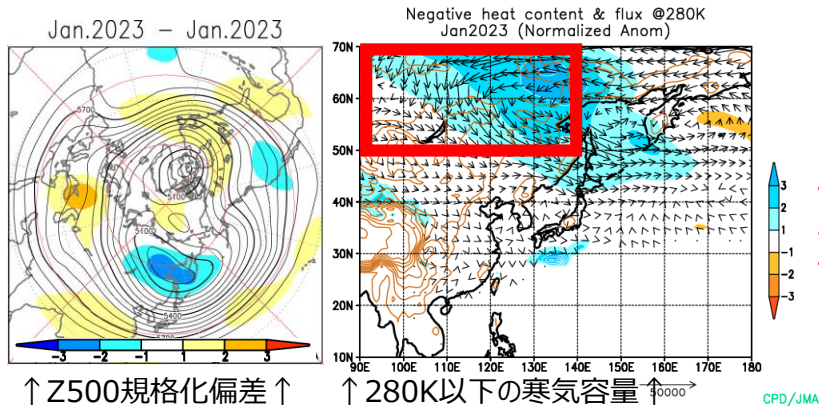 Jan.2023 - Jan.2023
5700
5100
5100
5400
-3 -2 -1 1 2 3
↑Z500規格化偏差↑
Negative heat content & flux @280K
Jan2023 (Normalized Anom)
70N
60N
50N
40N
30N
20N
10N
90E 100E 110E 120E 130E 140E 150E 160E 170E 180
3
2
1
-1
-2
-3
50000
↑280K以下の寒気容量↑
CPD/JMA